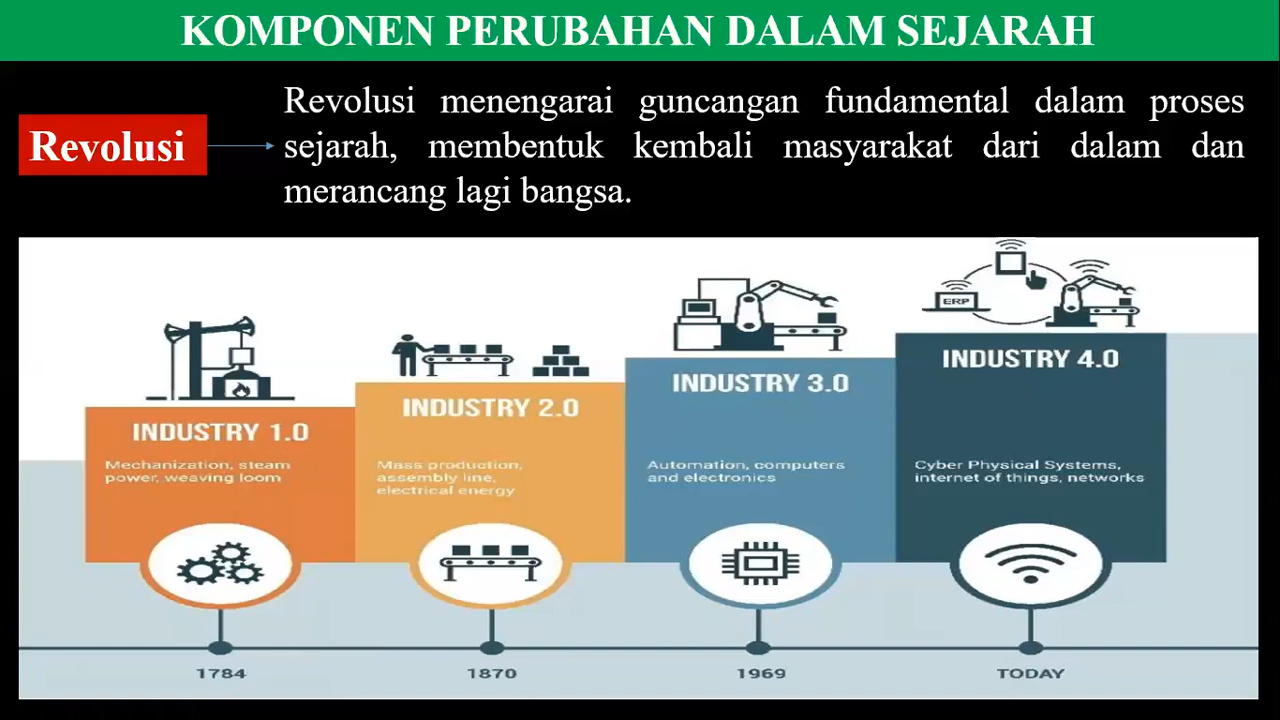 KOMPONEN PERUBAHAN DALAM SEJARAH
Revolusi
Revolusi menengarai guncangan fundamental dalam proses
sejarah, membentuk kembali masyarakat dari dalam dan
merancang lagi bangsa.
INDUSTRY 1.0
Mechanization, steam
power, weaving loom
INDUSTRY 2.0
Mass production,
assembly line,
electrical energy
INDUSTRY 3.0
Automation, computers
and electronics
ERP
INDUSTRY 4.0
Cyber Physical Systems,
internet of things, networks
1784
1870
1969
TODAY